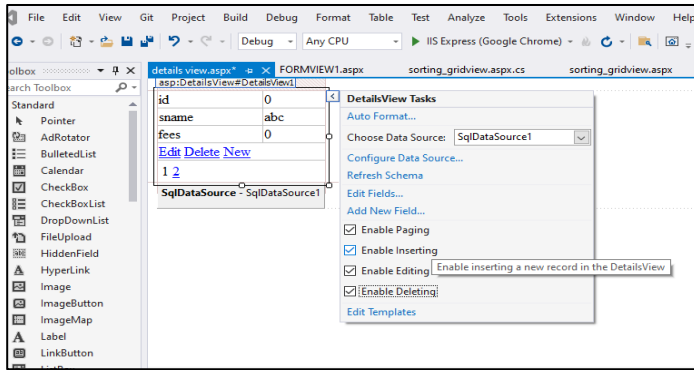 File Edit View Git Project Build Debug Format Table Test Analyze Tools Extensions Window Help
Debug Any CPU IIS Express (Google Chrome)
olbox
details view.aspx* FORMVIEW1.aspx sorting_gridview.aspx.cs sorting_gridview.aspx
earch Toolbox
Standard
Pointer
AdRotator
BulletedList
Calendar
CheckBox
CheckBoxList
DropDownList
FileUpload
HiddenField
HyperLink
Image
ImageButton
ImageMap
Label
LinkButton
asp:DetailsView#DetailsView1
id 0
sname abc
fees 0
Edit Delete New
1 2
SqlDataSource - SqlDataSource1
DetailsView Tasks
Auto Format...
Choose Data Source: SqlDataSource1
Configure Data Source...
Refresh Schema
Edit Fields...
Add New Field...
Enable Paging
Enable Inserting
Enable Editing
Enable inserting a new record in the DetailsView
Enable Deleting
Edit Templates